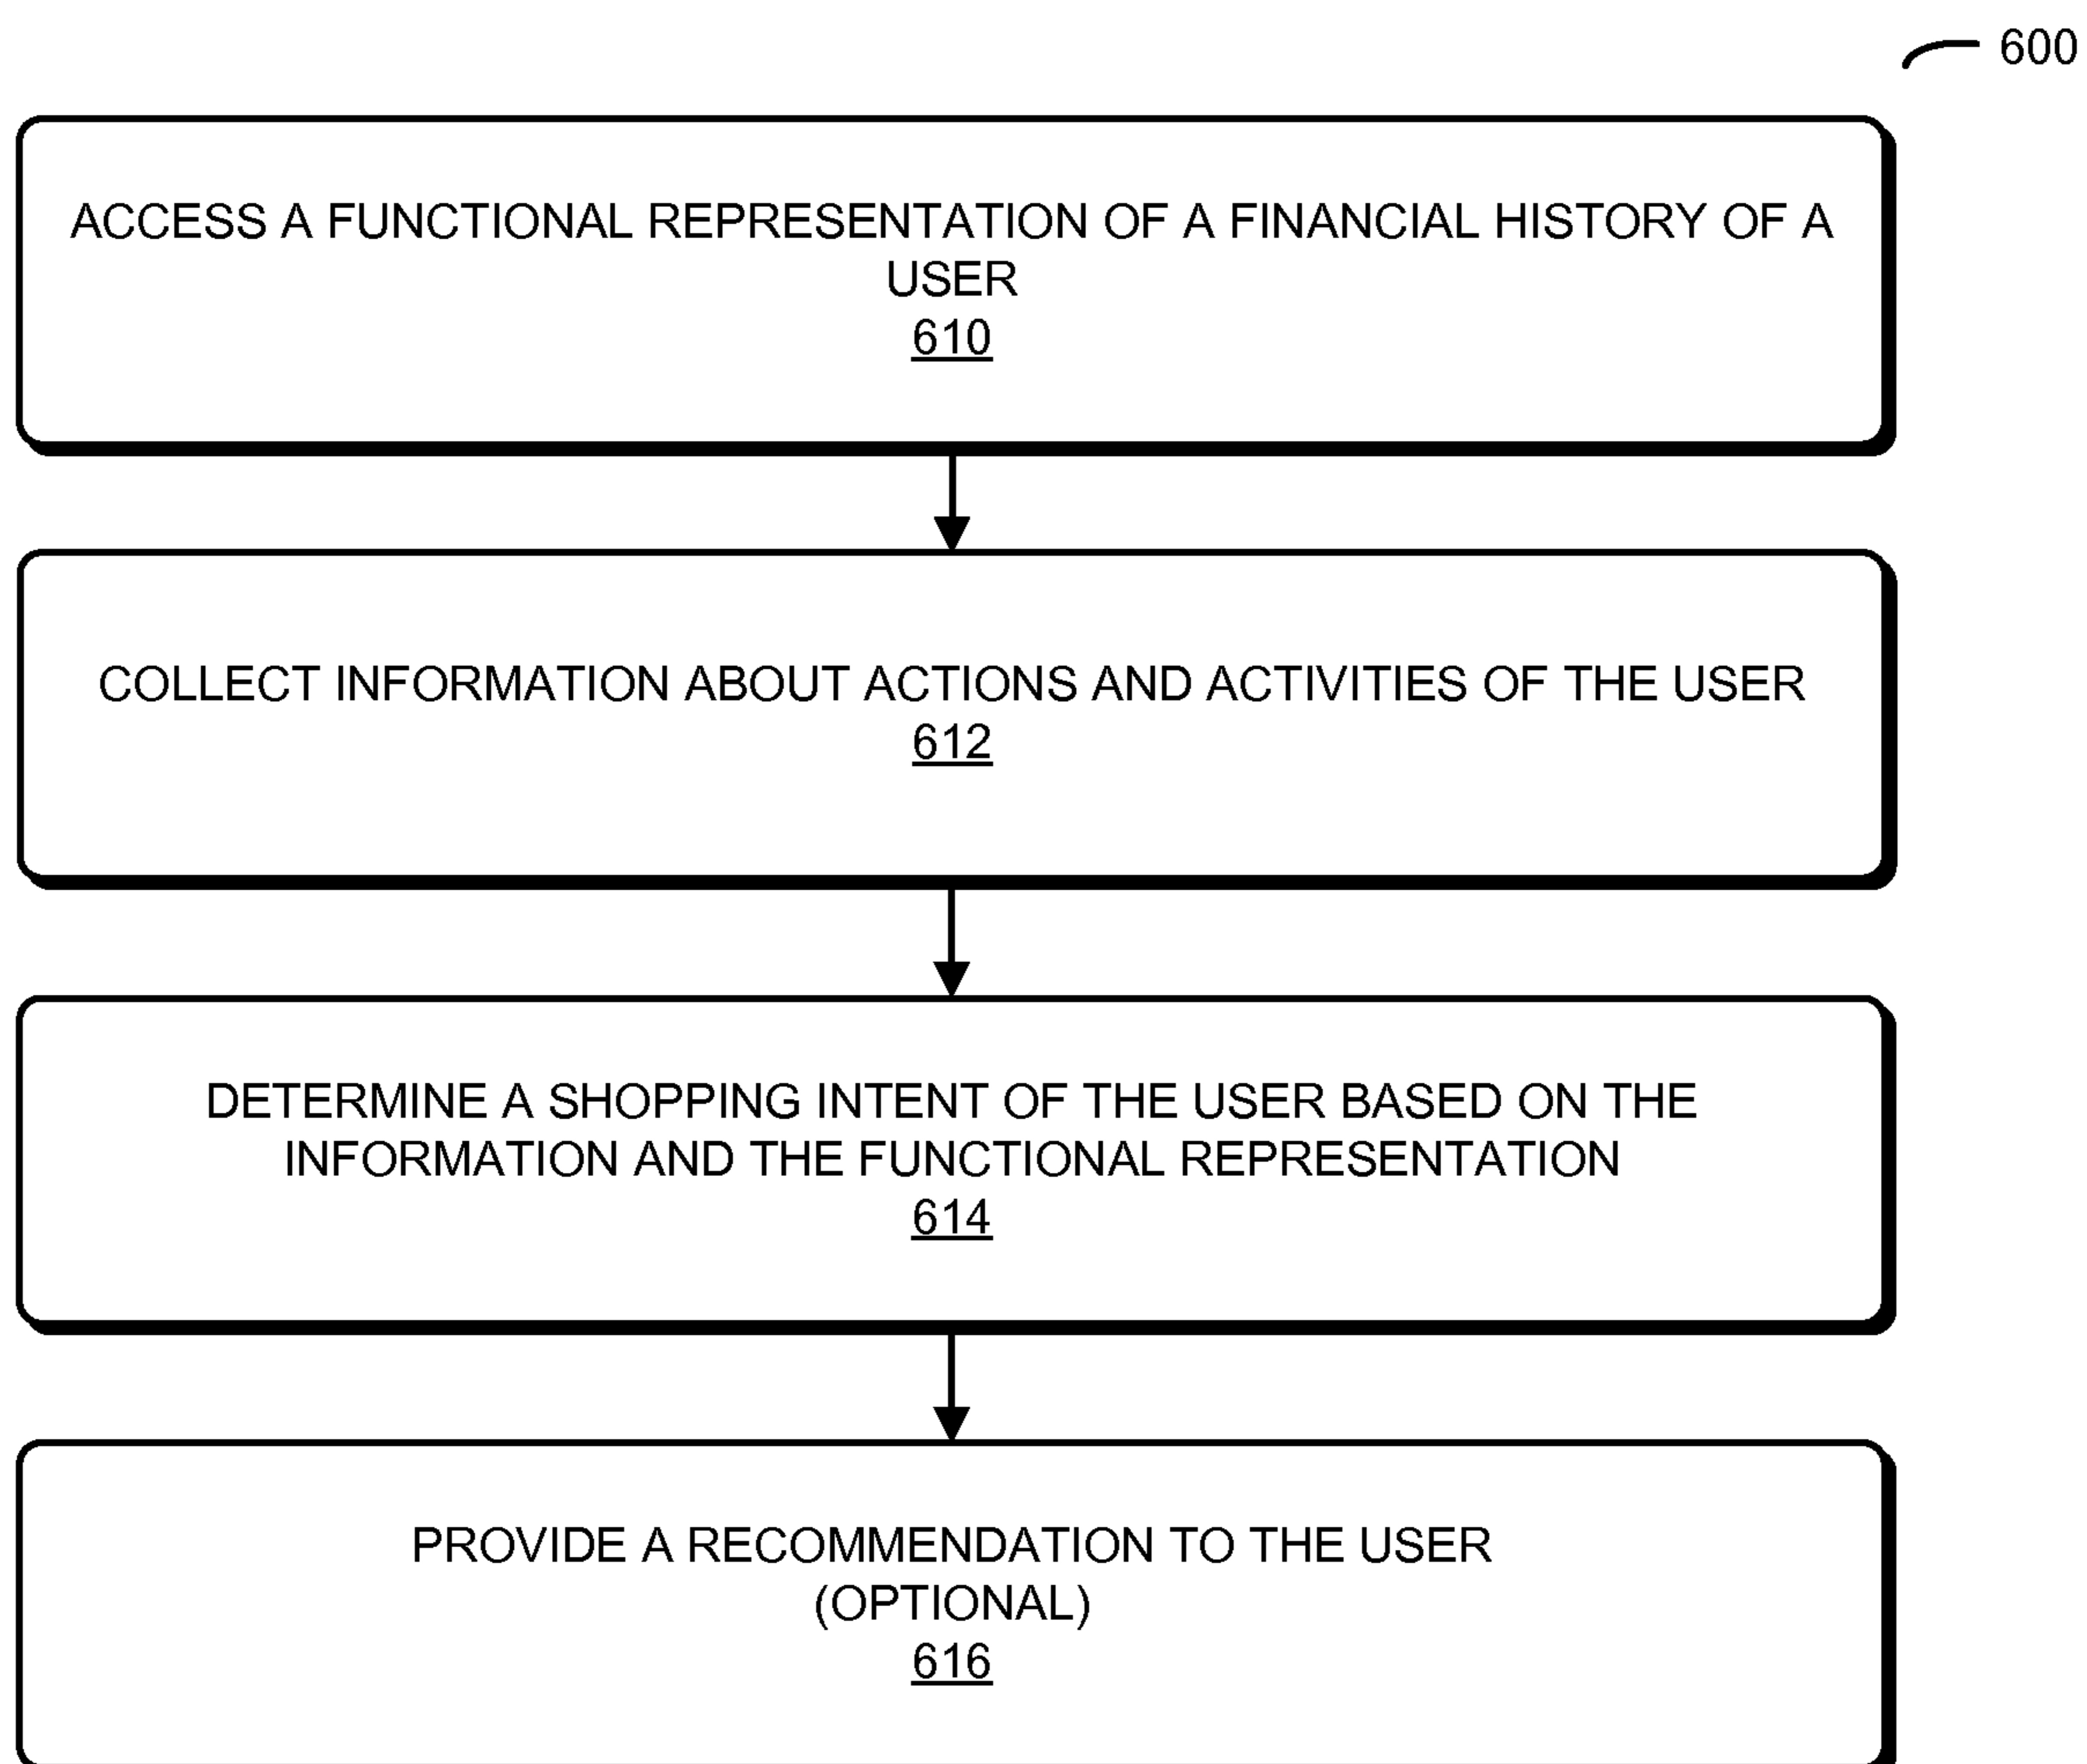 600
ACCESS A FUNCTIONAL REPRESENTATION OF A FINANCIAL HISTORY OF A
USER
610
COLLECT INFORMATION ABOUT ACTIONS AND ACTIVITIES OF THE USER
612
DETERMINE A SHOPPING INTENT OF THE USER BASED ON THE
INFORMATION AND THE FUNCTIONAL REPRESENTATION
614
PROVIDE A RECOMMENDATION TO THE USER
(OPTIONAL)
616